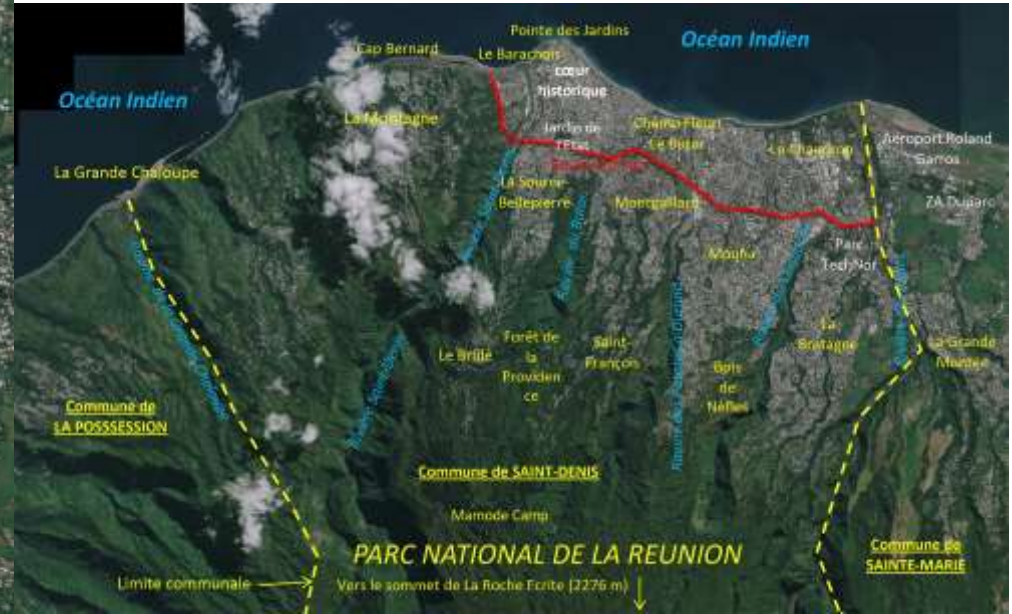 Pointe des Jardins
Océan Indien
Cap Bernard
Le Barachois
cœur
historique
Océan Indien
La Montagne
Jardin de
l'Etat
Champ Fleuri
Le Butor
La Chaudron
Aéroport Roland
Garros
La Grande Chaloupe
La Source
Bellepierre
Montgaillard
ZA Duparc
Moufia
Parc
TechNor
Ravine du Butor
Le Brûlé
Forêt de
la
Providen
ce
Saint-
François
Bois
de
Nèfles
La
Bretagne
La Grande
Montée
Commune de
LA POSSSESSION
Commune de SAINT-DENIS
Mamode Camp
PARC NATIONAL DE LA REUNION
Commune de
SAINTE-MARIE
Limite communale
Vers le sommet de La Roche Ecrite (2276 m)